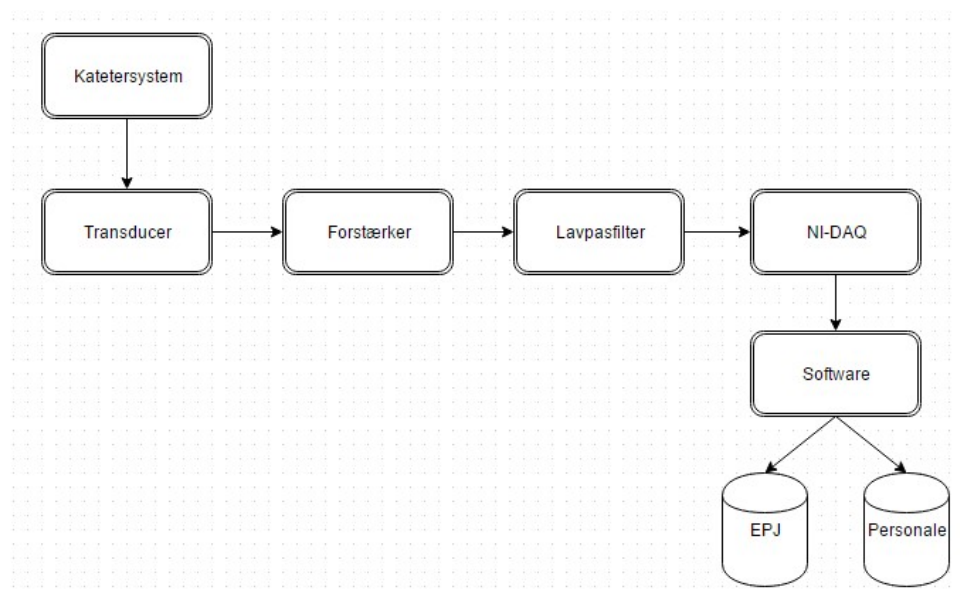 Katetersystem
Transducer
Forstærker
Lavpasfilter
NI-DAQ
Software
EPJ
Personale